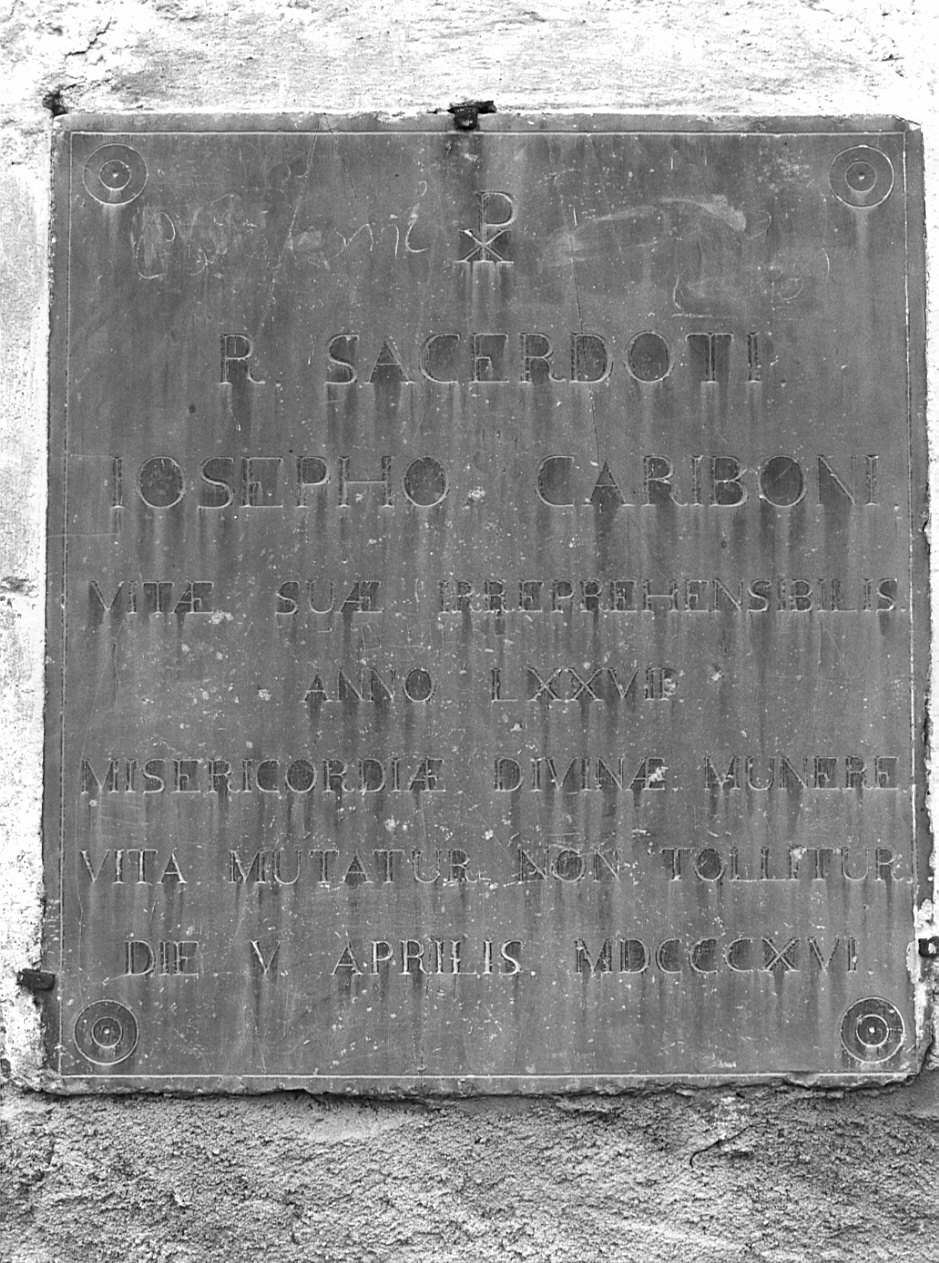 ☧
R. SACERDOTI
IOSEPHO CARIBONI
VITÆ SUÆ IRREPREHENSIBILIS
ANNO LXXVII
MISERICORDIÆ DIVINÆ MUNERE
VITA MUTATUR NON TOLLITUR
DIE V APRILIS MDCCCXVI